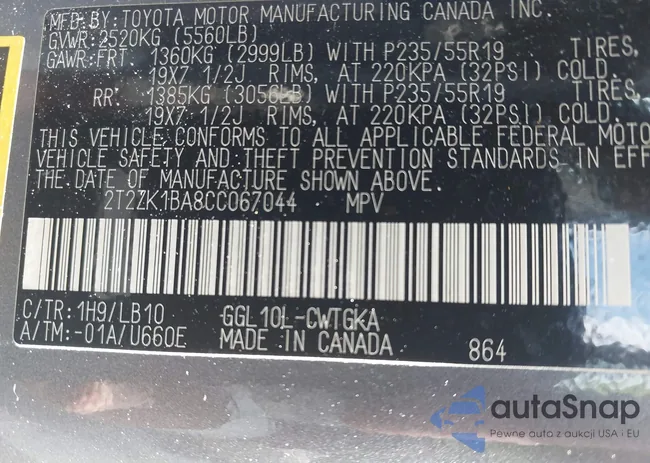 MFD.BY:TOYOTA MOTOR MANUFACTURING CANADA INC.
GVWR:2520KG (5560LB)
GAWR:FRT 1360KG (2999LB) WITH P235/55R19 TIRES,
19X7 1/2J RIMS, AT 220KPA (32PSI) COLD.
RR 1385KG (3056LB) WITH P235/55R19 TIRES,
19X7 1/2J RIMS, AT 220KPA (32PSI) COLD.
THIS VEHICLE CONFORMS TO ALL APPLICABLE FEDERAL MOTO
VEHICLE SAFETY AND THEFT PREVENTION STANDARDS IN EFF
THE DATE OF MANUFACTURE SHOWN ABOVE.
2T2ZK1BA8CC067044 MPV
C/TR: 1H9/LB10 GGL10L-CWTGKA
A/TM: -01A/U660E MADE IN CANADA 864
autaSnap
Pewne auto z aukcji USA - EU